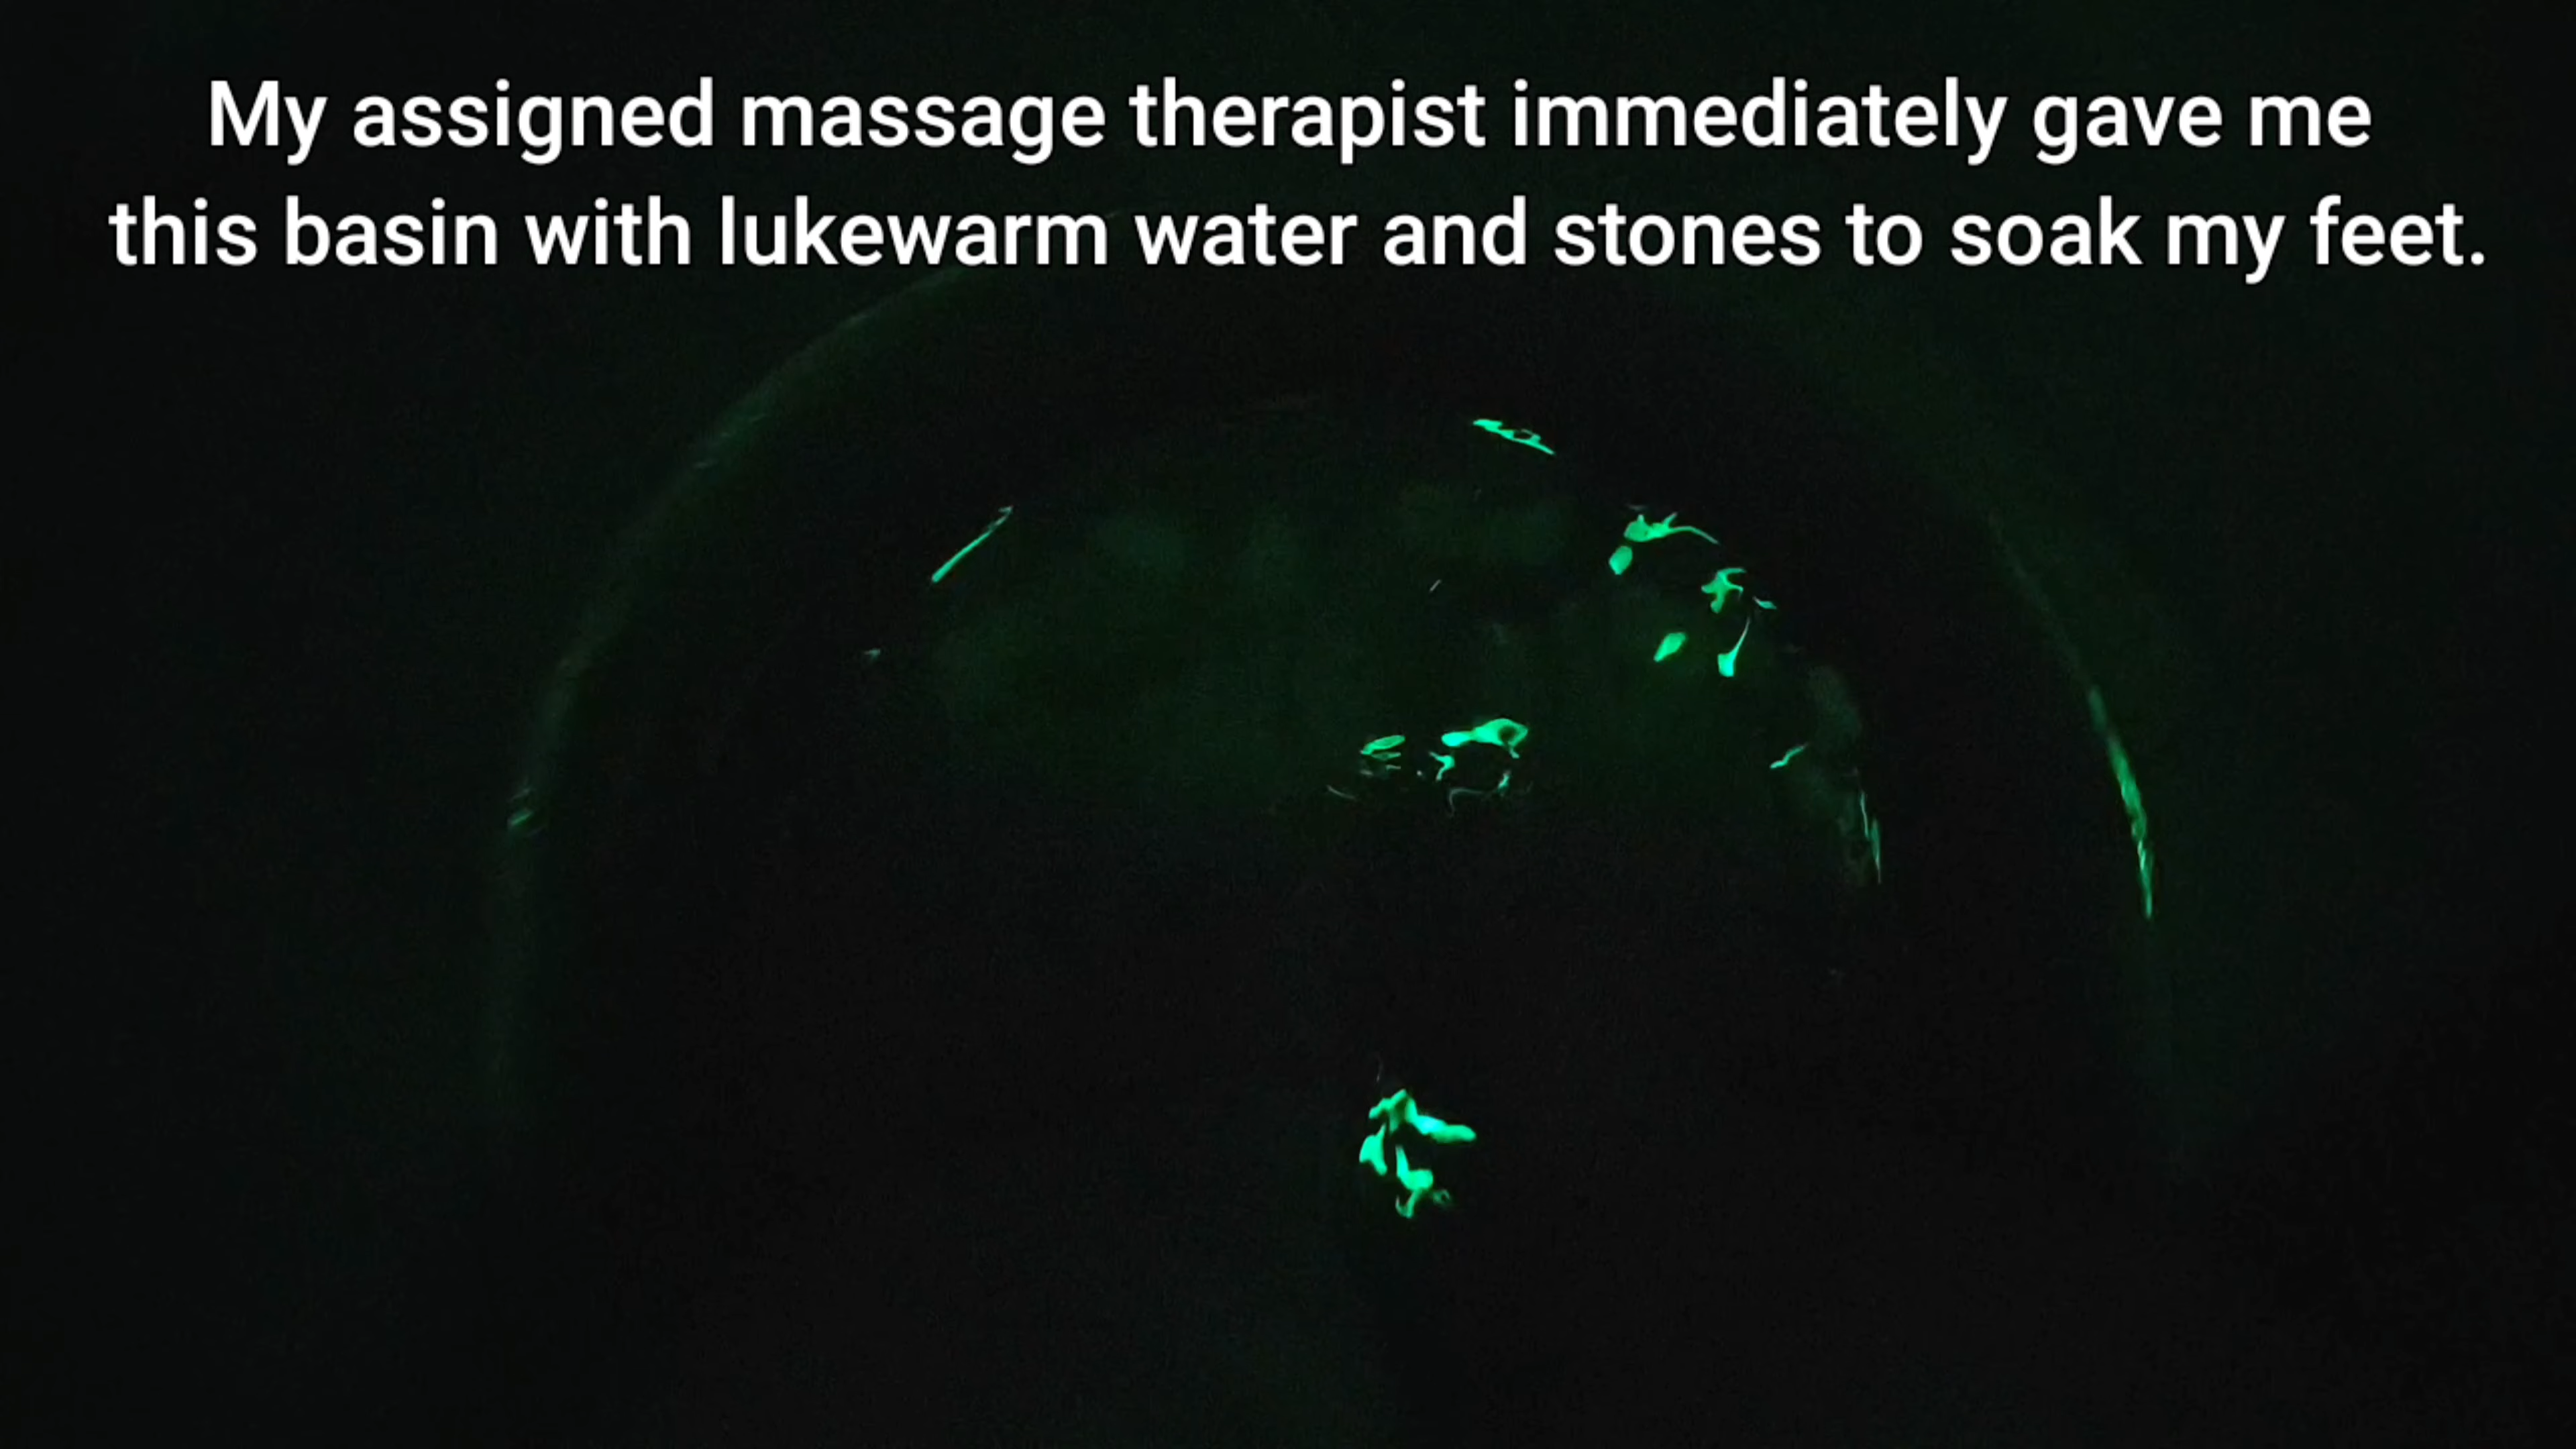 My assigned massage therapist immediately gave me
this basin with lukewarm water and stones to soak my feet.